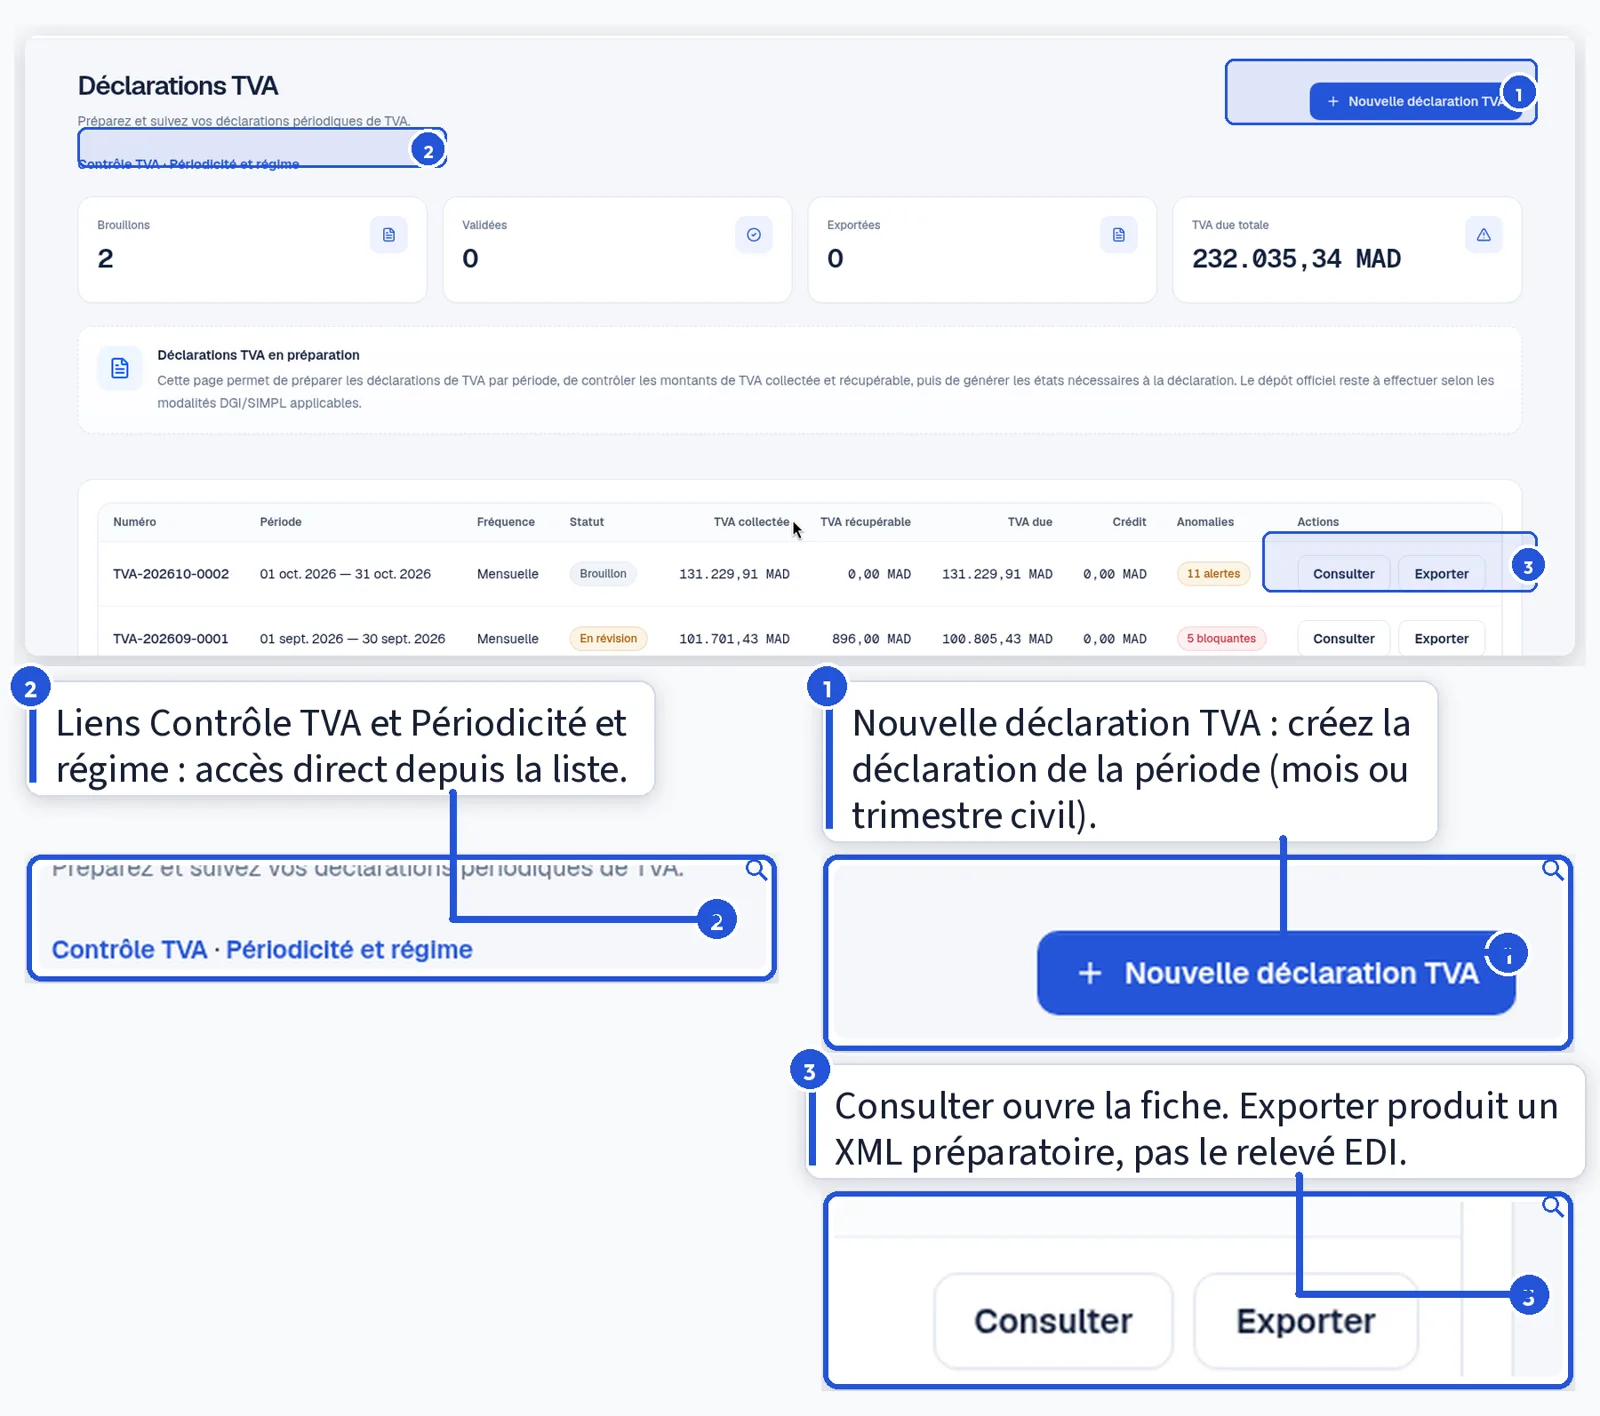 Déclarations TVA
Préparez et suivez vos déclarations périodiques de TVA.
+ Nouvelle déclaration TVA
1
2
Contrôle TVA · Périodicité et régime
Brouillons
2
Validées
0
Exportées
0
TVA due totale
232.035,34 MAD
Déclarations TVA en préparation
Cette page permet de préparer les déclarations de TVA par période, de contrôler les montants de TVA collectée et récupérable, puis de générer les états nécessaires à la déclaration. Le dépôt officiel reste à effectuer selon les
modalités DGI/SIMPL applicables.
Numéro Période Fréquence Statut TVA collectée TVA récupérable TVA due Crédit Anomalies Actions
TVA-202610-0002 01 oct. 2026 — 31 oct. 2026 Mensuelle Brouillon 131.229,91 MAD 0,00 MAD 131.229,91 MAD 0,00 MAD 11 alertes Consulter Exporter
3
TVA-202609-0001 01 sept. 2026 — 30 sept. 2026 Mensuelle En révision 101.701,43 MAD 896,00 MAD 100.805,43 MAD 0,00 MAD 5 bloquantes Consulter Exporter
2
Liens Contrôle TVA et Périodicité et
régime : accès direct depuis la liste.
Préparez et suivez vos déclarations périodiques de TVA.
2
Contrôle TVA · Périodicité et régime
1
Nouvelle déclaration TVA : créez la
déclaration de la période (mois ou
trimestre civil).
+ Nouvelle déclaration TVA
1
3
Consulter ouvre la fiche. Exporter produit un
XML préparatoire, pas le relevé EDI.
3
Consulter Exporter